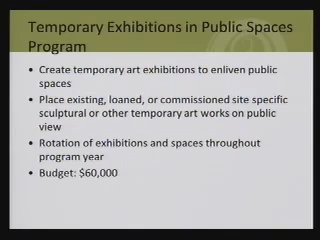 Temporary Exhibitions in Public Spaces
Program
• Create temporary art exhibitions to enliven public
spaces
• Place existing, loaned, or commissioned site specific
sculptural or other temporary art works on public
view
• Rotation of exhibitions and spaces throughout
program year
• Budget: $60,000